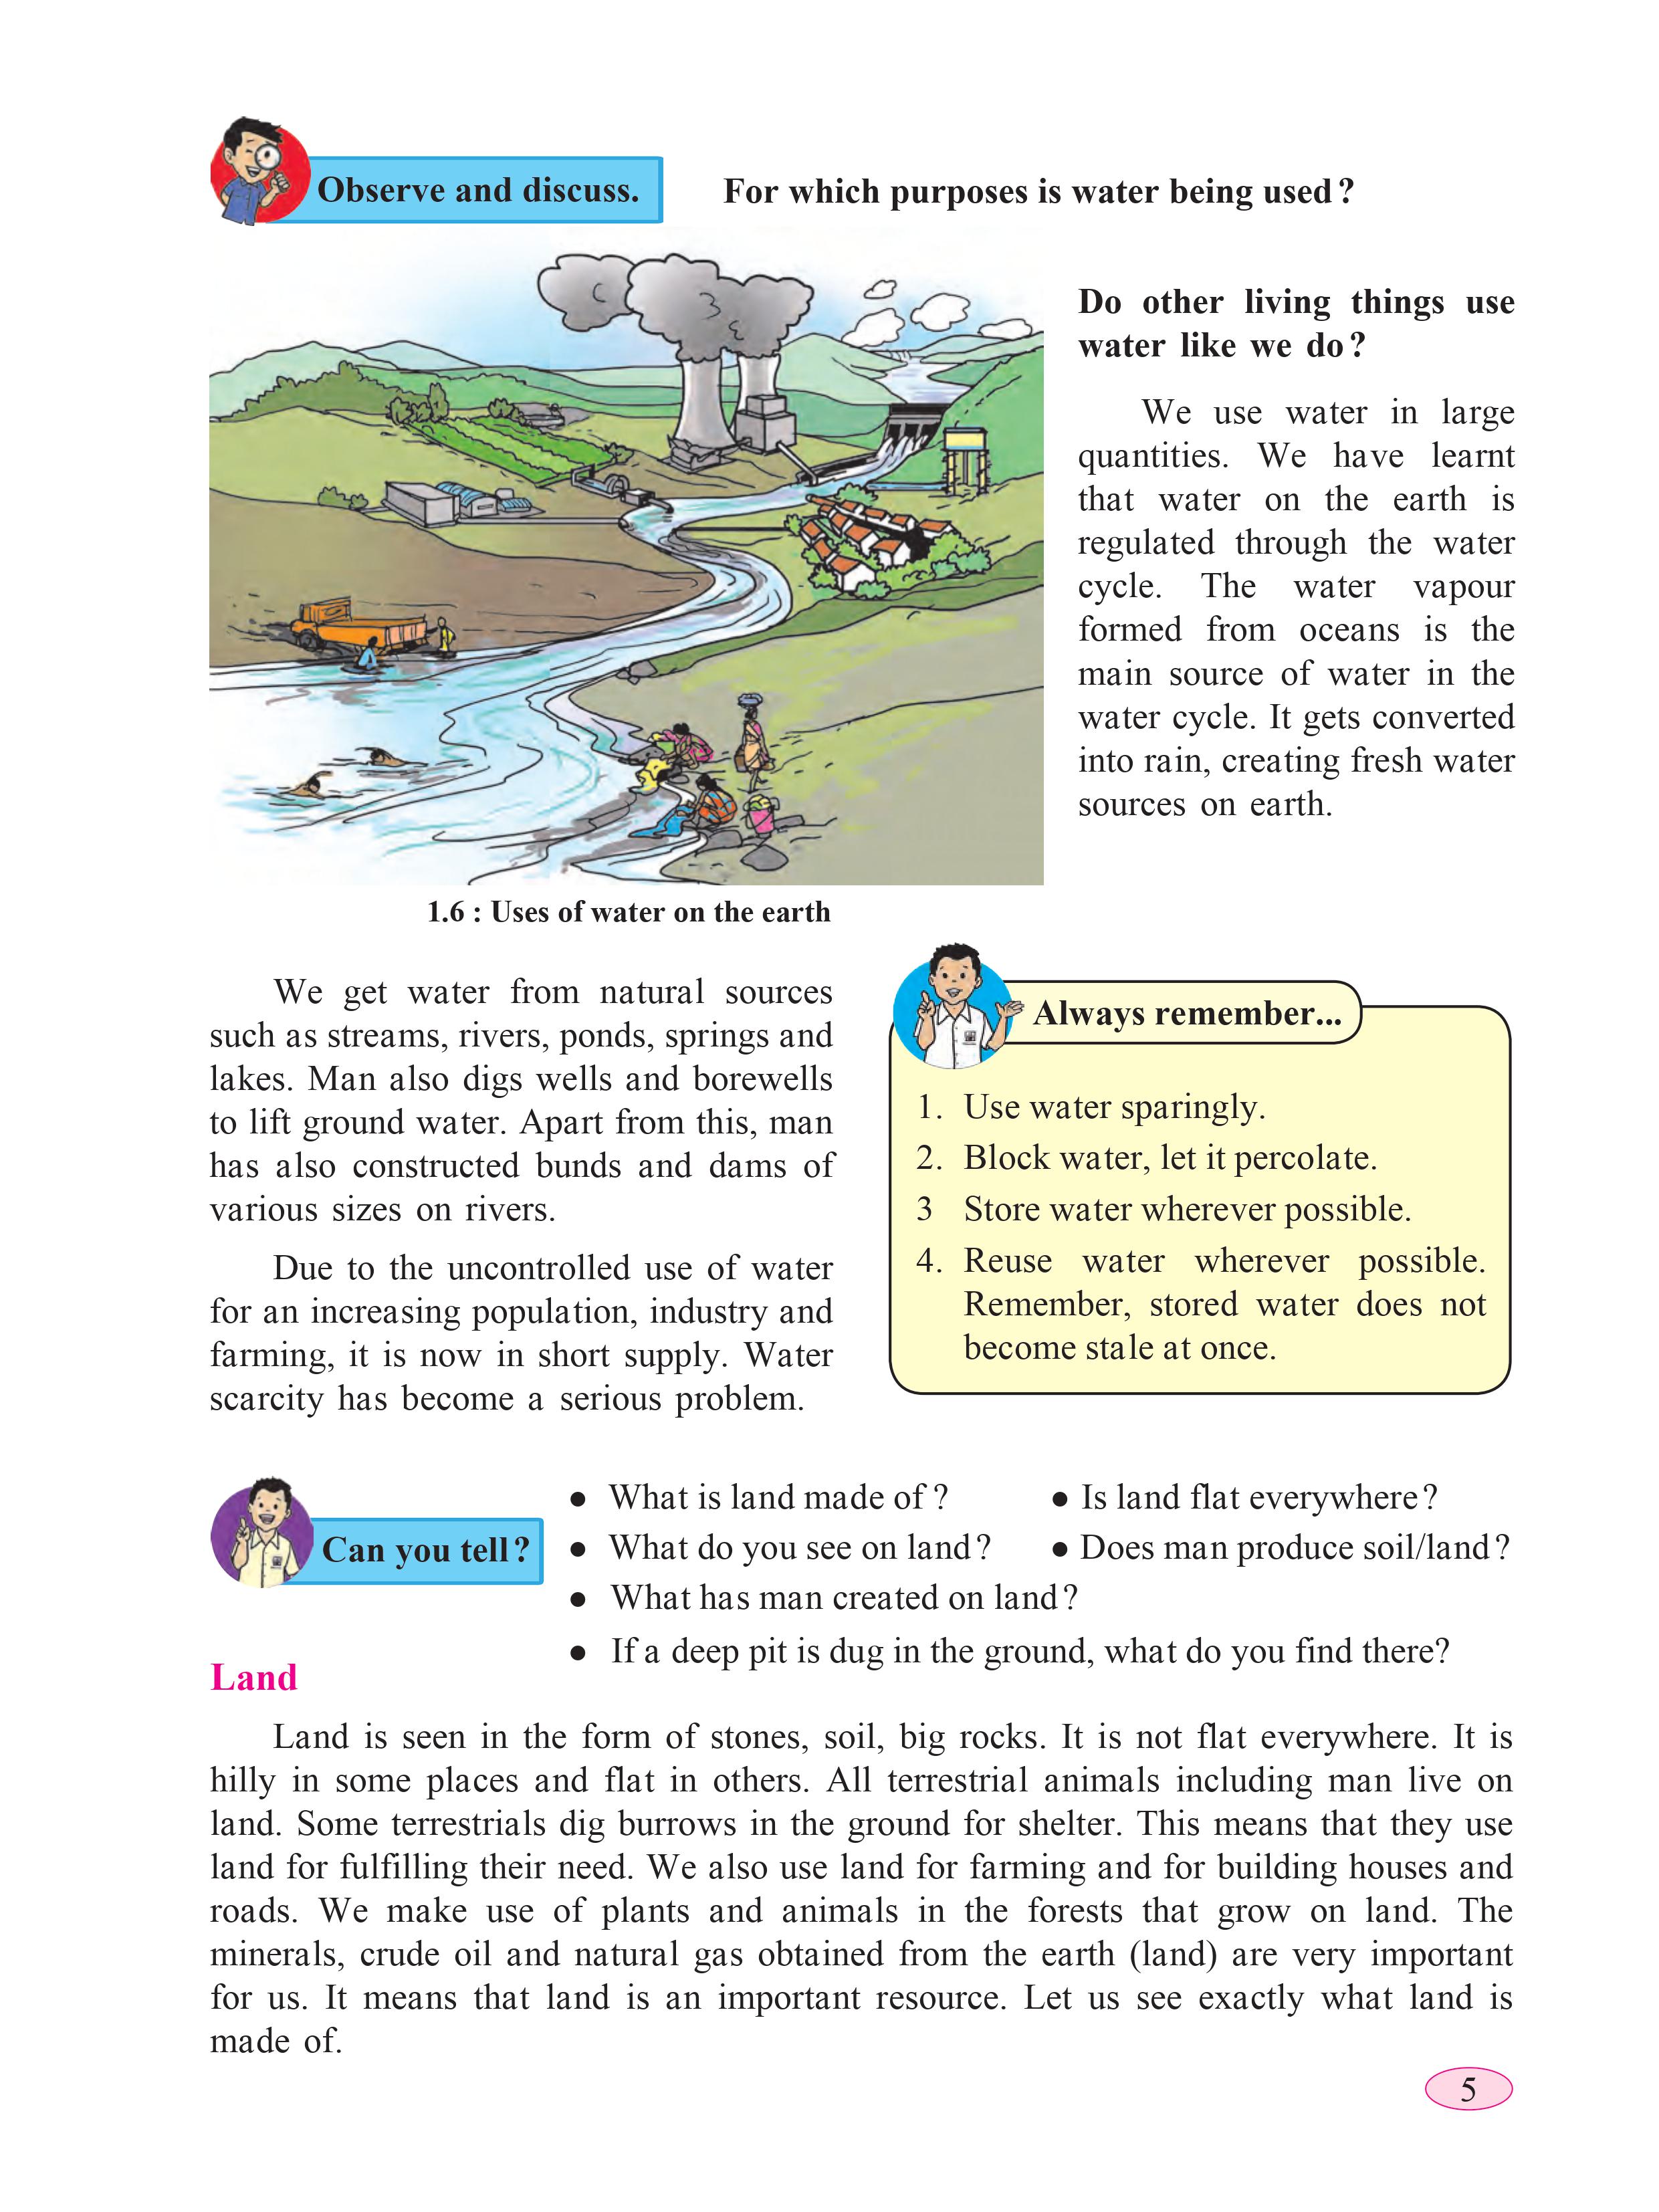 Observe and discuss.
For which purposes is water being used?
Do other living things use
water like we do?
We use water in large
quantities. We have learnt
that water on the earth is
regulated through the water
cycle. The water vapour
formed from oceans is the
main source of water in the
water cycle. It gets converted
into rain, creating fresh water
sources on earth.
1.6 : Uses of water on the earth
We get water from natural sources
such as streams, rivers, ponds, springs and
lakes. Man also digs wells and borewells
to lift ground water. Apart from this, man
has also constructed bunds and dams of
various sizes on rivers.
Due to the uncontrolled use of water
for an increasing population, industry and
farming, it is now in short supply. Water
scarcity has become a serious problem.
Always remember...
1. Use water sparingly.
2. Block water, let it percolate.
3 Store water wherever possible.
4. Reuse water wherever possible.
Remember, stored water does not
become stale at once.
Can you tell?
● What is land made of ?
● Is land flat everywhere?
● What do you see on land?
● Does man produce soil/land?
● What has man created on land?
● If a deep pit is dug in the ground, what do you find there?
Land
Land is seen in the form of stones, soil, big rocks. It is not flat everywhere. It is
hilly in some places and flat in others. All terrestrial animals including man live on
land. Some terrestrials dig burrows in the ground for shelter. This means that they use
land for fulfilling their need. We also use land for farming and for building houses and
roads. We make use of plants and animals in the forests that grow on land. The
minerals, crude oil and natural gas obtained from the earth (land) are very important
for us. It means that land is an important resource. Let us see exactly what land is
made of.
5